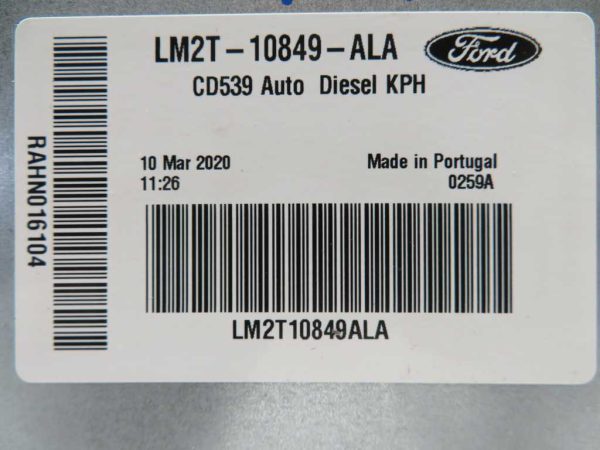 LM2T-10849-ALA Ford
CD539 Auto Diesel KPH
10 Mar 2020 Made in Portugal
11:26 0259A
LM2T10849ALA
RAHN016104